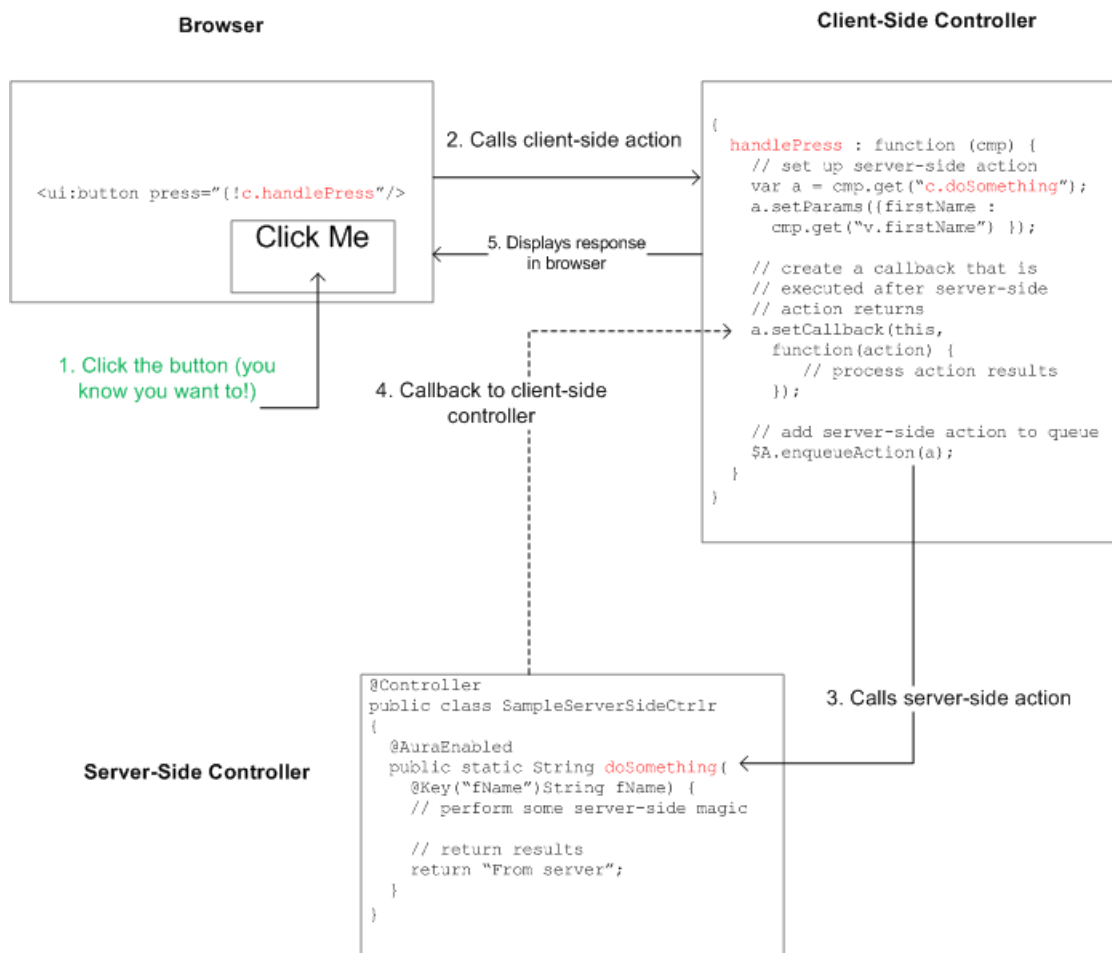 Browser
Client-Side Controller
<ui:button press="{!c.handlePress"/>
Click Me
1. Click the button (you
know you want to!)
2. Calls client-side action
5. Displays response
in browser
{
handlePress : function (cmp) {
// set up server-side action
var a = cmp.get("c.doSomething");
a.setParams({firstName :
cmp.get("v.firstName") });
// create a callback that is
// executed after server-side
// action returns
a.setCallback(this,
function(action) {
// process action results
});
// add server-side action to queue
$A.enqueueAction(a);
}
}
4. Callback to client-side
controller
3. Calls server-side action
Server-Side Controller
@Controller
public class SampleServerSideCtrlr
{
@AuraEnabled
public static String doSomething(
@Key("fName")String fName) {
// perform some server-side magic
// return results
return "From server";
}
}